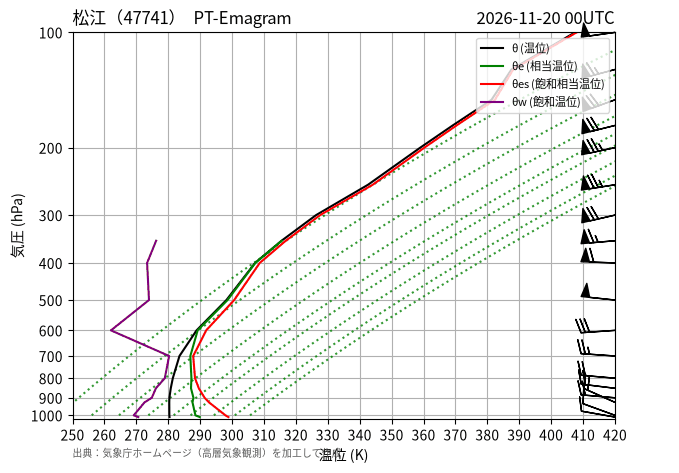 松江（47741） PT-Emagram
2026-11-20 00UTC
θ (温位)
θe (相当温位)
θes (飽和相当温位)
θw (飽和温位)
気圧 (hPa)
100
200
300
400
500
600
700
800
900
1000
250 260 270 280 290 300 310 320 330 340 350 360 370 380 390 400 410 420
温位 (K)
出典：気象庁ホームページ（高層気象観測）を加工して